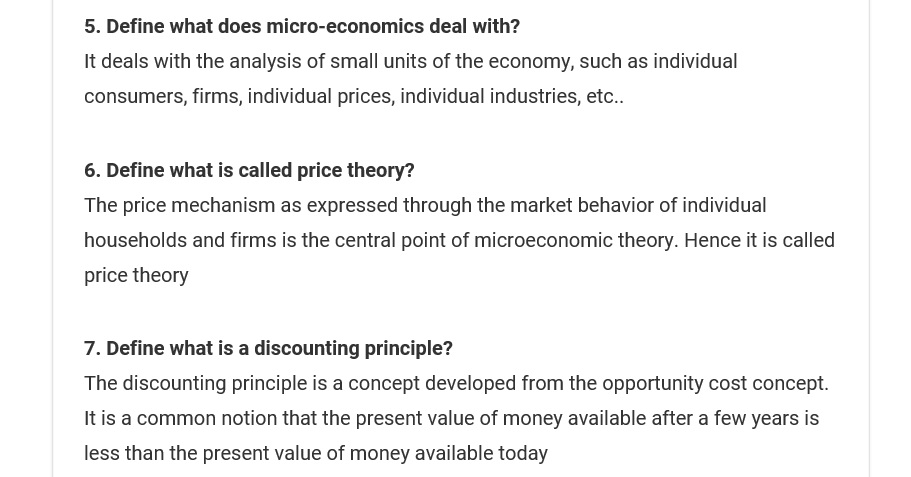 5. Define what does micro-economics deal with?
It deals with the analysis of small units of the economy, such as individual
consumers, firms, individual prices, individual industries, etc..
6. Define what is called price theory?
The price mechanism as expressed through the market behavior of individual
households and firms is the central point of microeconomic theory. Hence it is called
price theory
7. Define what is a discounting principle?
The discounting principle is a concept developed from the opportunity cost concept.
It is a common notion that the present value of money available after a few years is
less than the present value of money available today